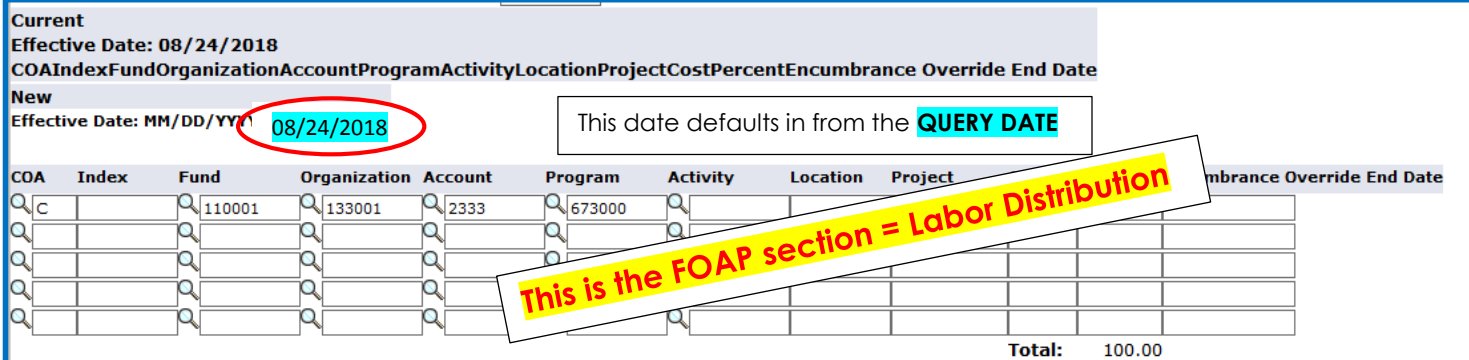 Current
Effective Date: 08/24/2018
COAIndexFundOrganizationAccountProgramActivityLocationProjectCostPercentEncumbrance Override End Date
New
Effective Date: MM/DD/YYY 08/24/2018
This date defaults in from the QUERY DATE
COA Index Fund Organization Account Program Activity Location Project mbrance Override End Date
C 110001 133001 2333 673000
This is the FOAP section = Labor Distribution
Total: 100.00